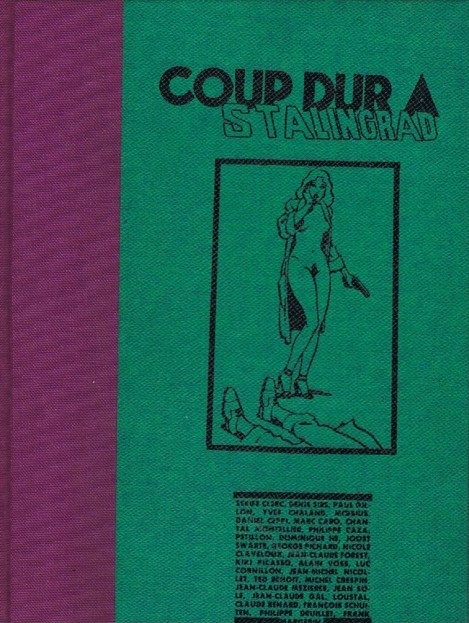 COUP DUR A
STALINGRAD
SERGE CLERC, DENIS SIRE, PAUL GIL-
LON, YVES CHALAND, MOEBIUS,
DANIEL CEPPI, MARC CARO, CHAN-
TAL MONTELLIER, PHILIPPE CAZA,
PETILLON, DOMINIQUE HE, JOOST
SWARTE, GEORGE PICHARD, NICOLE
CLAVELOUX, JEAN-CLAUDE FOREST,
KIKI PICASSO, ALAIN VOSS, LUC
CORNILLON, JEAN-MICHEL NICOL-
LET, TED BENOIT, MICHEL CRESPIN,
JEAN-CLAUDE MEZIERES, JEAN SO-
LE, JEAN-CLAUDE GAL, LOUSTAL,
CLAUDE RENARD, FRANÇOIS SCHUI-
TEN, PHILIPPE DRUILLET, FRANK
MARGERIN